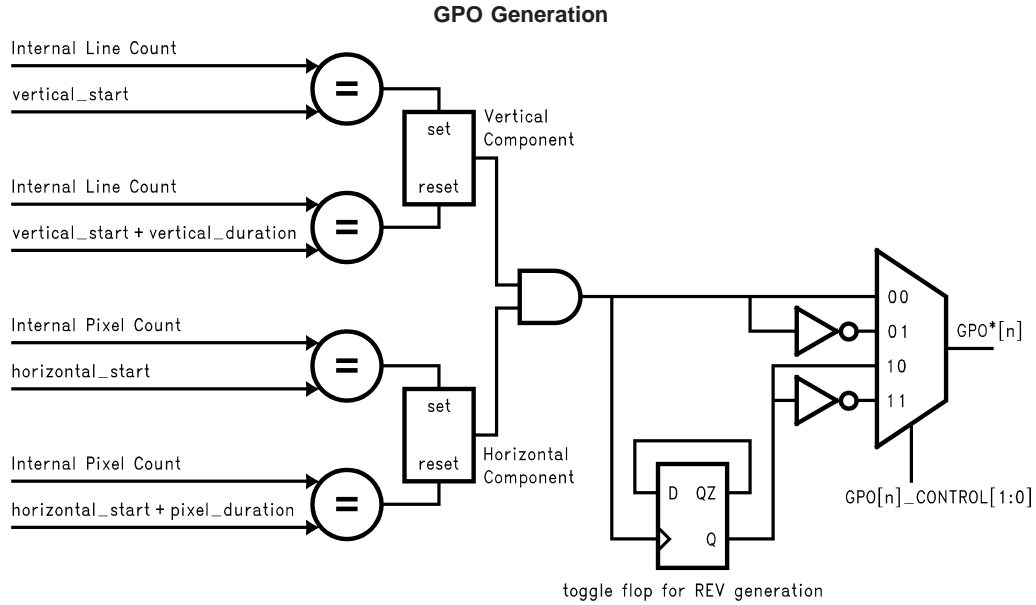 GPO Generation
Internal Line Count
vertical_start
=
set
reset
Vertical
Component
Internal Line Count
vertical_start + vertical_duration
=
Internal Pixel Count
horizontal_start
=
set
reset
Horizontal
Component
Internal Pixel Count
horizontal_start + pixel_duration
=
00
01
10
11
GPO*[n]
GPO[n]_CONTROL[1:0]
D QZ
Q
toggle flop for REV generation